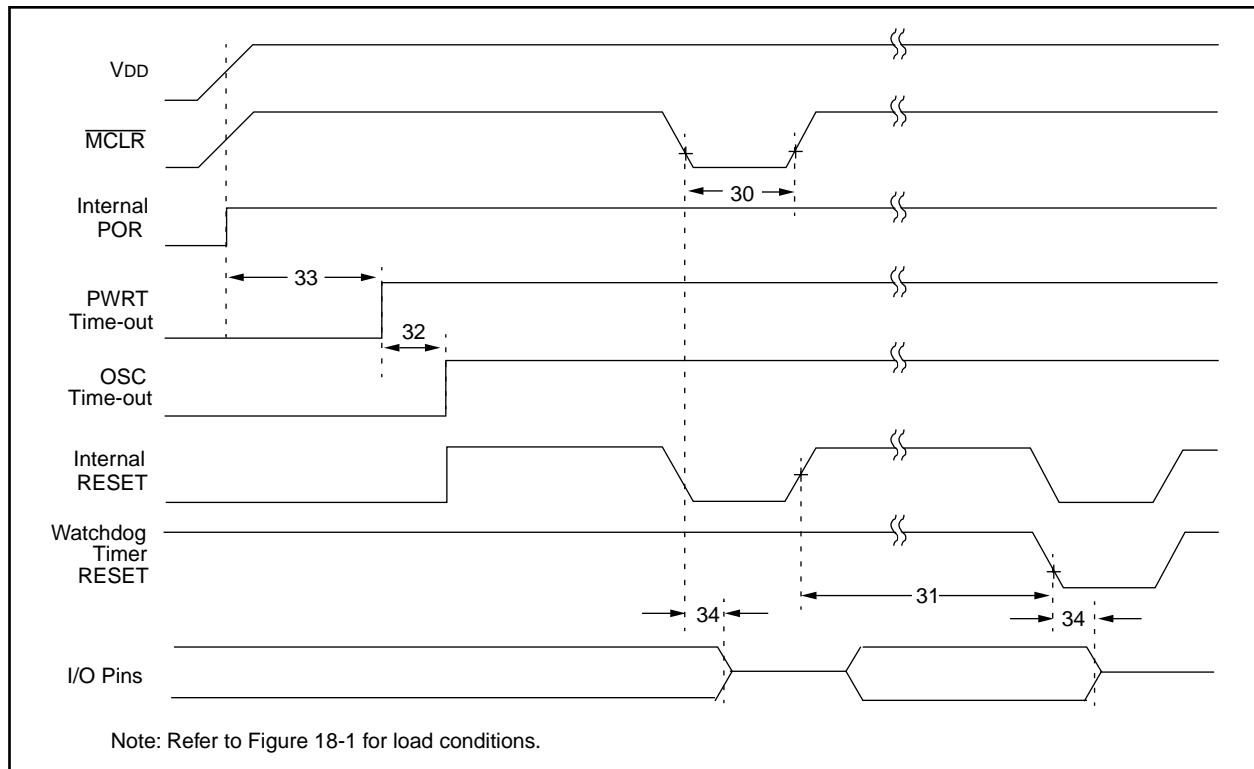 VDD
MCLR
30
Internal
POR
33
PWRT
Time-out
32
OSC
Time-out
Internal
RESET
Watchdog
Timer
RESET
31
34
34
I/O Pins
Note: Refer to Figure 18-1 for load conditions.